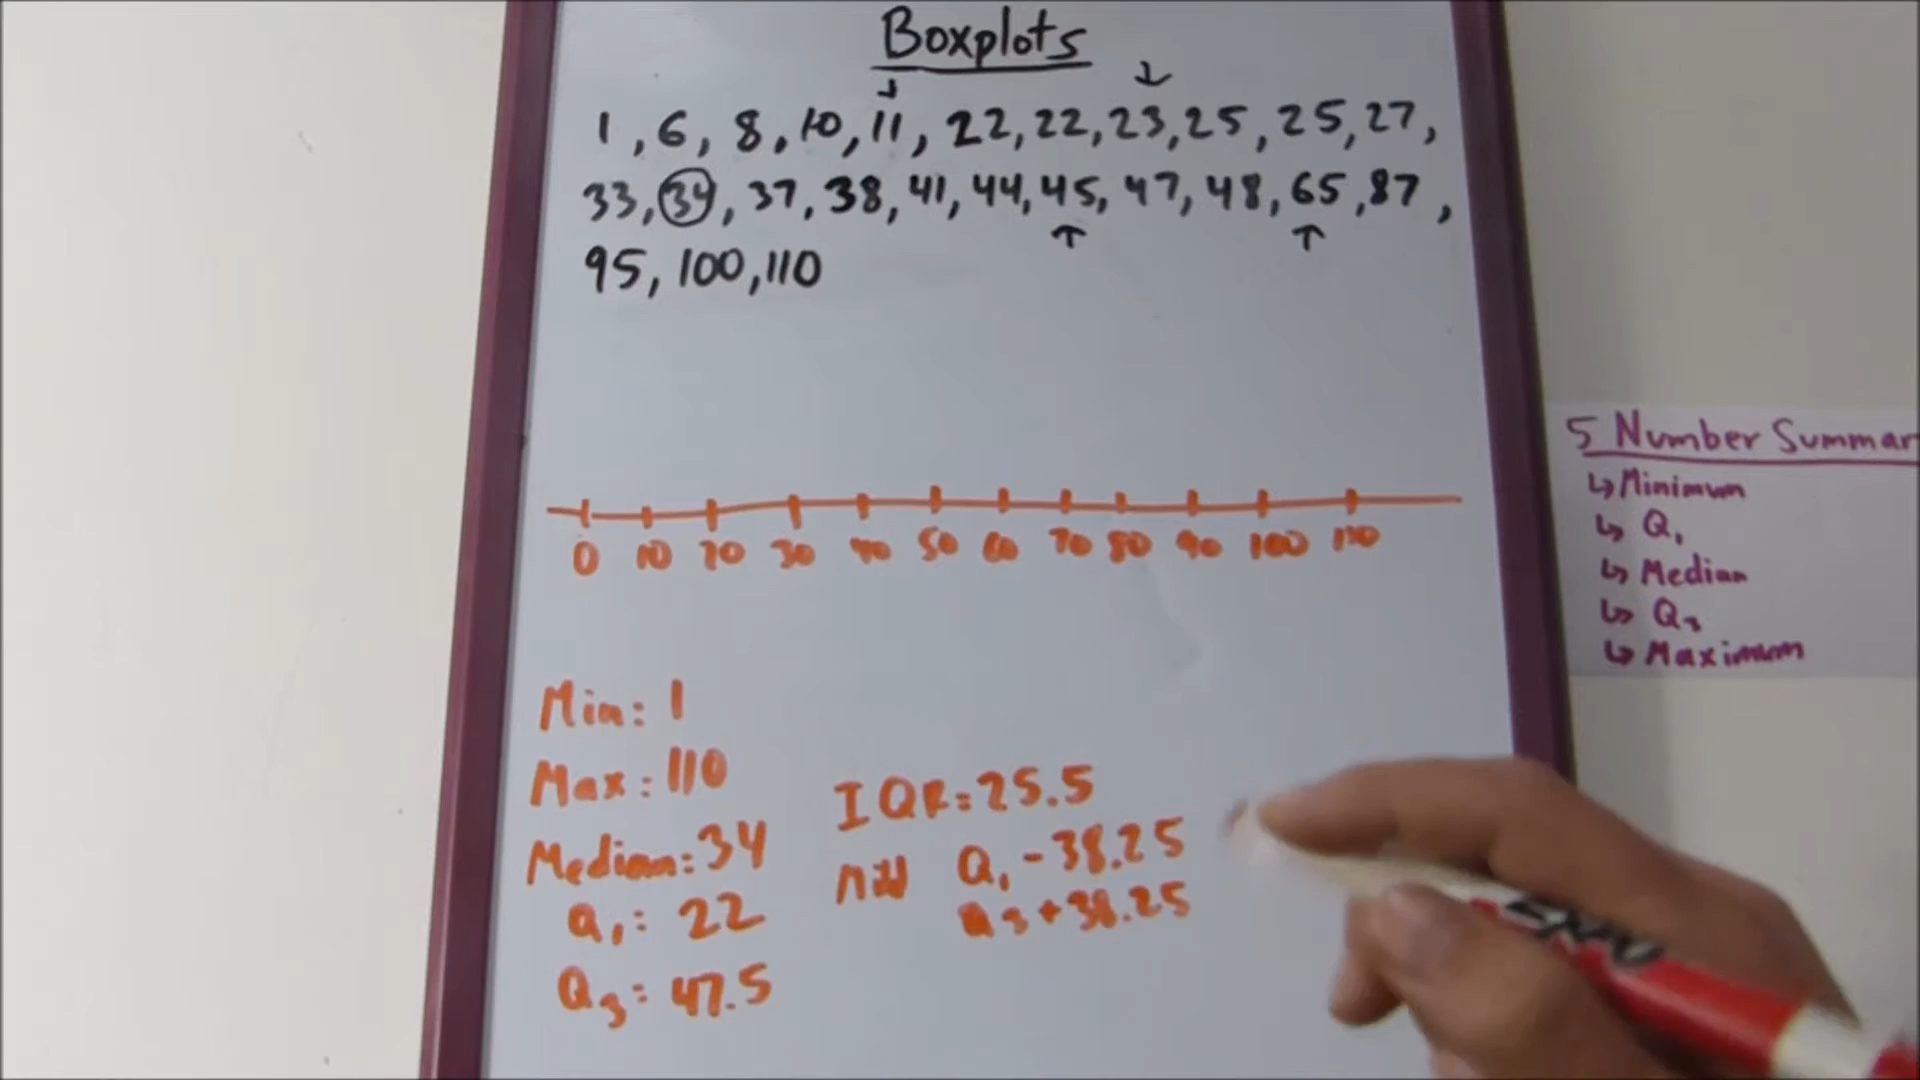 Boxplots
1, 6, 8, 10, 11, 22, 22, 23, 25, 25, 27,
33, 34, 37, 38, 41, 44, 45, 47, 48, 65, 87,
95, 100, 110
0 10 20 30 40 50 60 70 80 90 100 110
Min: 1
Max: 110
Median: 34
Q1: 22
Q3: 47.5
IQR=25.5
Mild Q1 - 38.25
Q3 + 38.25
5 Number Summar
↳ Minimum
↳ Q1
↳ Median
↳ Q3
↳ Maximum
EXPO